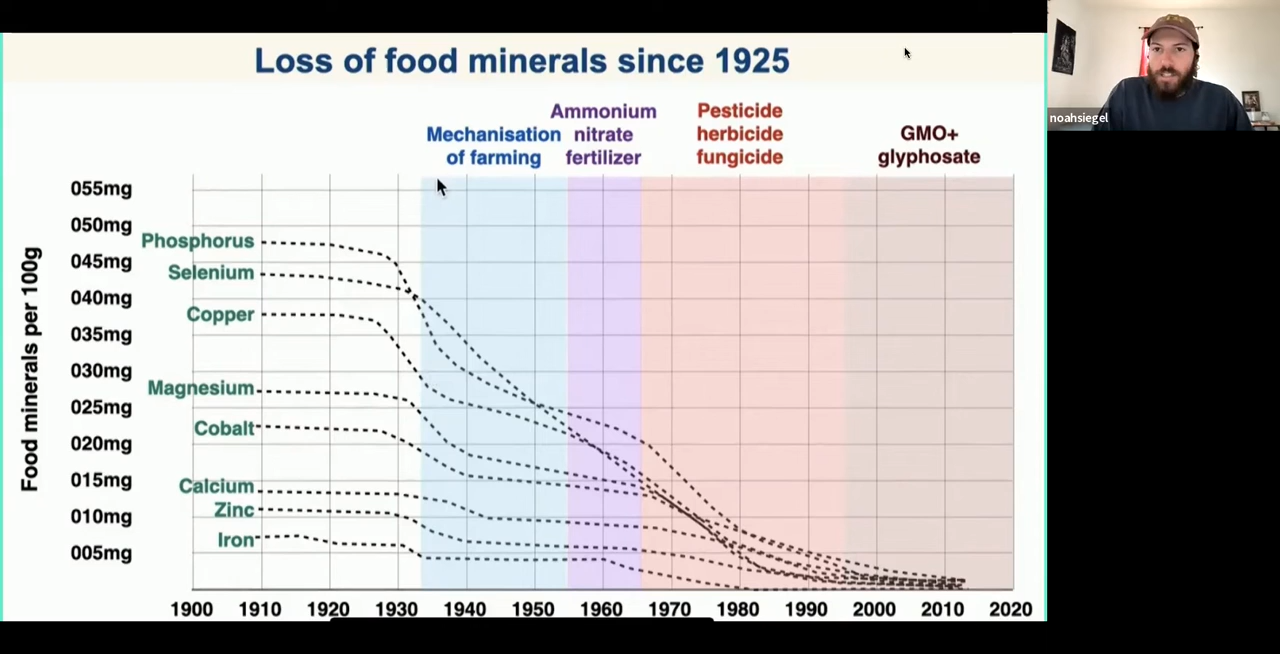 Loss of food minerals since 1925
noahsiegel
Mechanisation
of farming
Ammonium
nitrate
fertilizer
Pesticide
herbicide
fungicide
GMO+
glyphosate
Food minerals per 100g
055mg
050mg
045mg
040mg
035mg
030mg
025mg
020mg
015mg
010mg
005mg
Phosphorus
Selenium
Copper
Magnesium
Cobalt
Calcium
Zinc
Iron
1900 1910 1920 1930 1940 1950 1960 1970 1980 1990 2000 2010 2020